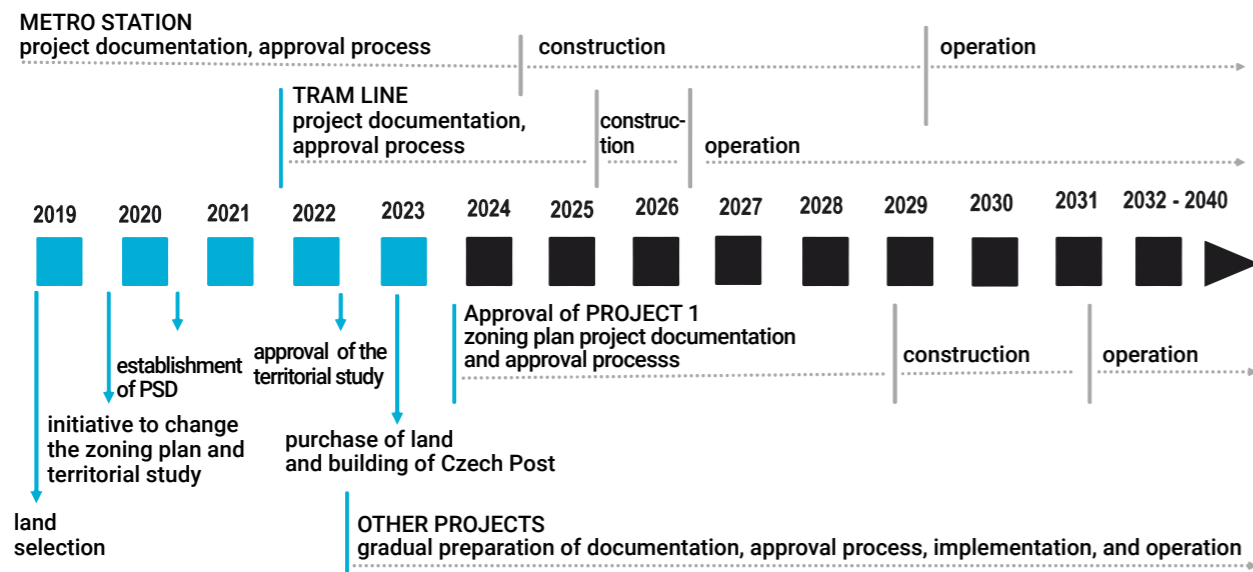 METRO STATION
project documentation, approval process
construction
operation
TRAM LINE
project documentation,
approval process
construc-
tion
operation
2019 2020 2021 2022 2023 2024 2025 2026 2027 2028 2029 2030 2031 2032 - 2040
establishment
of PSD
approval of the
territorial study
Approval of PROJECT 1
zoning plan project documentation
and approval processs
construction
operation
initiative to change
the zoning plan and
territorial study
purchase of land
and building of Czech Post
land
selection
OTHER PROJECTS
gradual preparation of documentation, approval process, implementation, and operation